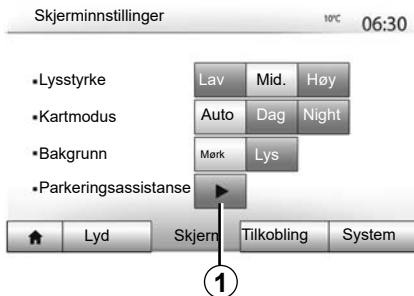 Skjerminnstillinger 10°C 06:30
▪Lysstyrke Lav Mid. Høy
▪Kartmodus Auto Dag Night
▪Bakgrunn Mørk Lys
▪Parkeringsassistanse
Lyd Skjerm Tilkobling System
1